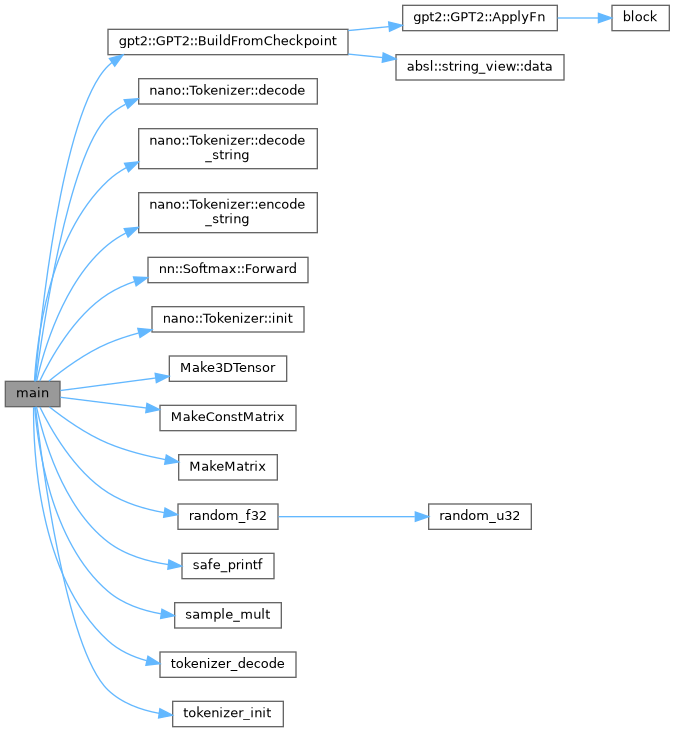 gpt2::GPT2::ApplyFn
block
gpt2::GPT2::BuildFromCheckpoint
absl::string_view::data
nano::Tokenizer::decode
nano::Tokenizer::decode
_string
nano::Tokenizer::encode
_string
nn::Softmax::Forward
nano::Tokenizer::init
Make3DTensor
main
MakeConstMatrix
MakeMatrix
random_f32
random_u32
safe_printf
sample_mult
tokenizer_decode
tokenizer_init